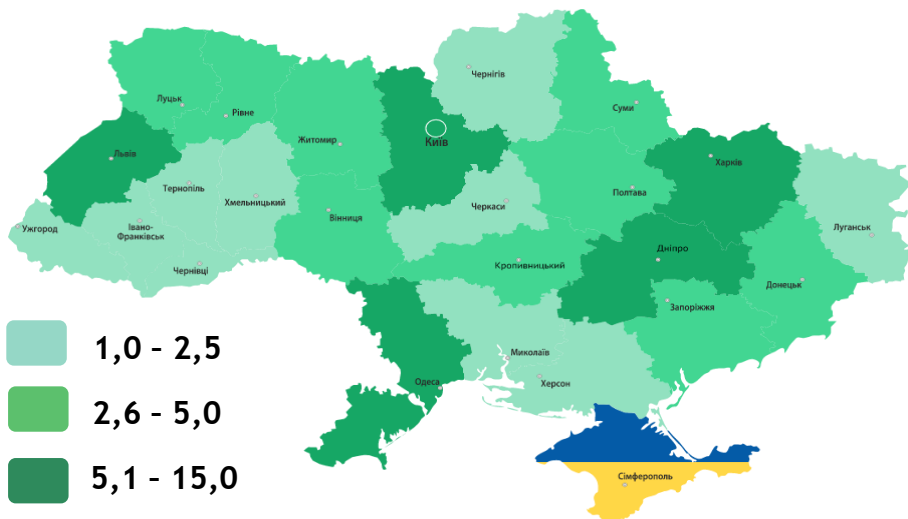 Чернігів
Луцьк
Суми
Рівне
Київ
Житомир
Львів
Харків
Тернопіль
Полтава
Хмельницький
Черкаси
Вінниця
Ужгород
Івано-
Франківськ
Луганськ
Дніпро
Чернівці
Кропивницький
Донецьк
Запоріжжя
1,0 - 2,5
Миколаїв
Одеса
Херсон
2,6 - 5,0
5,1 - 15,0
Сімферополь